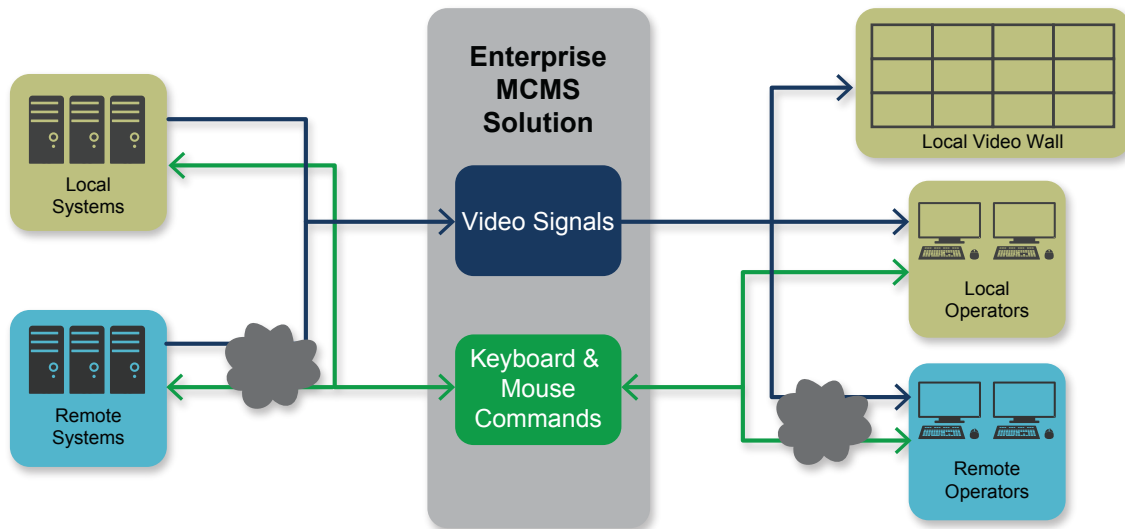 Enterprise
MCMS
Solution
Local
Systems
Video Signals
Local Video Wall
Local
Operators
Remote
Systems
Keyboard &
Mouse
Commands
Remote
Operators